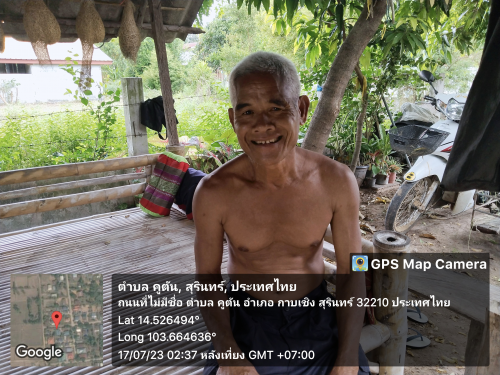 GPS Map Camera
ตำบล คูตัน, สุรินทร์, ประเทศไทย
ถนนที่ไม่มีชื่อ ตำบล คูตัน อำเภอ กาบเชิง สุรินทร์ 32210 ประเทศไทย
Lat 14.526494°
Long 103.664636°
17/07/23 02:37 หลังเที่ยง GMT +07:00
Google